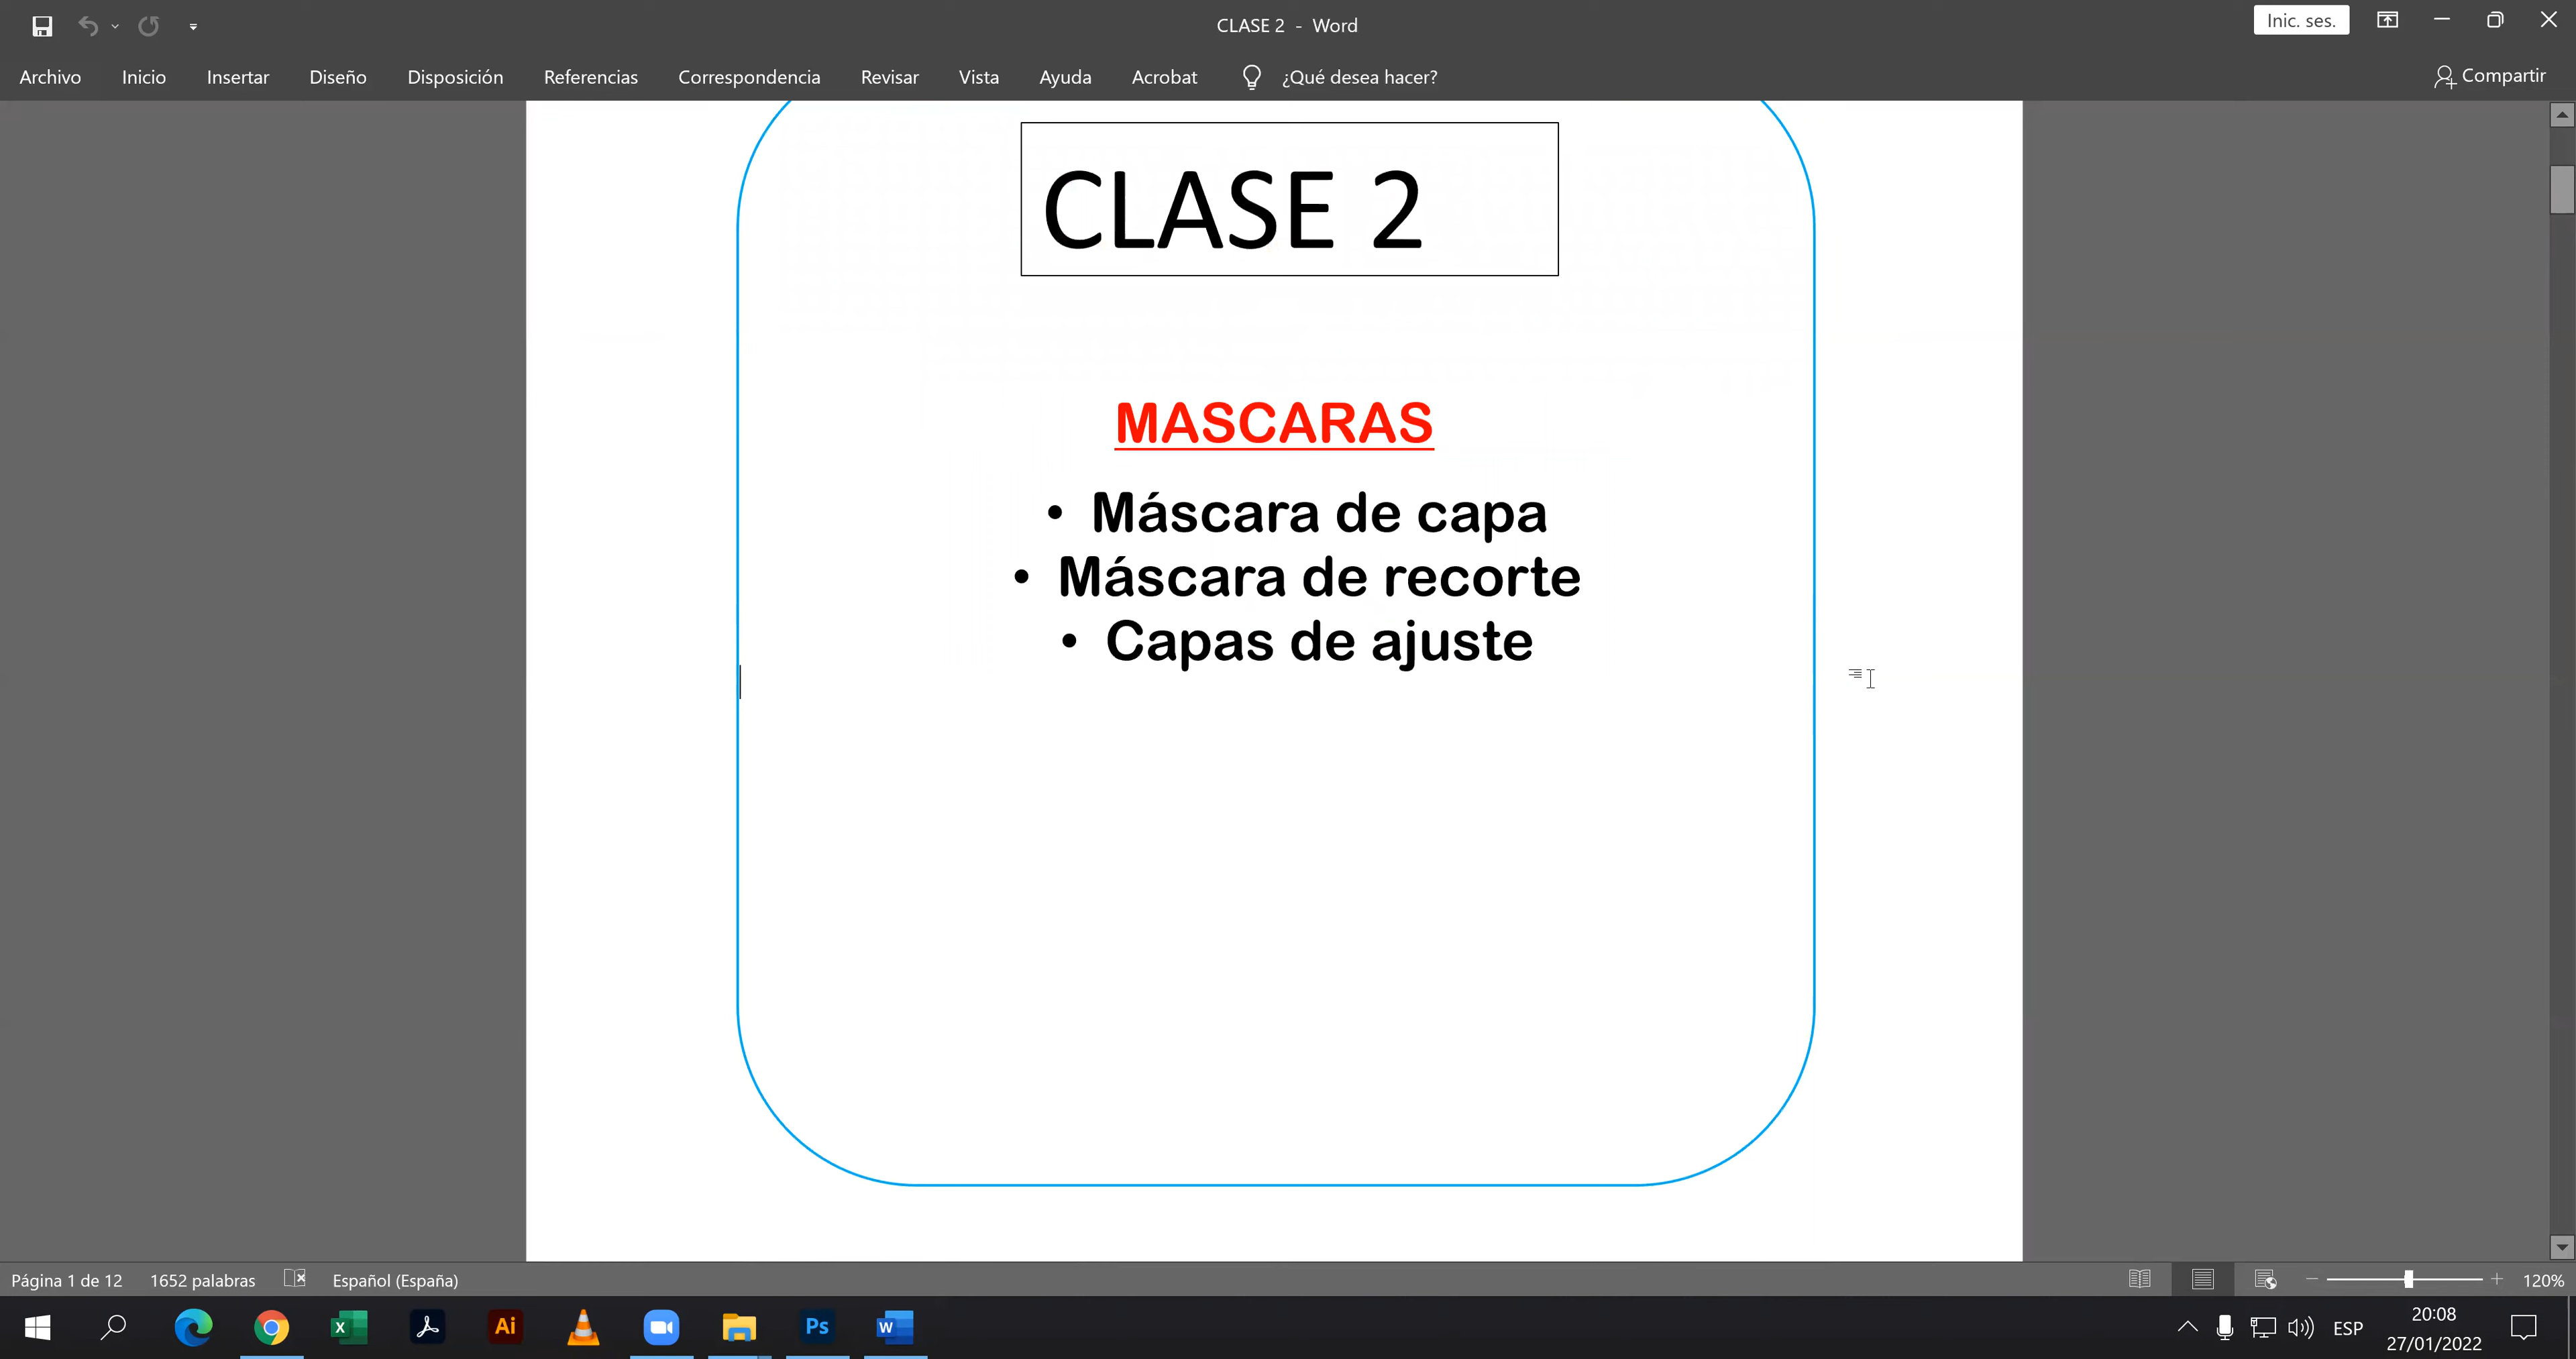 CLASE 2 - Word
Inic. ses.
Archivo Inicio Insertar Diseño Disposición Referencias Correspondencia Revisar Vista Ayuda Acrobat ¿Qué desea hacer? Compartir
CLASE 2
MASCARAS
• Máscara de capa
• Máscara de recorte
• Capas de ajuste
Página 1 de 12 1652 palabras Español (España) 120%
X Ai Ps W ESP 20:08
27/01/2022